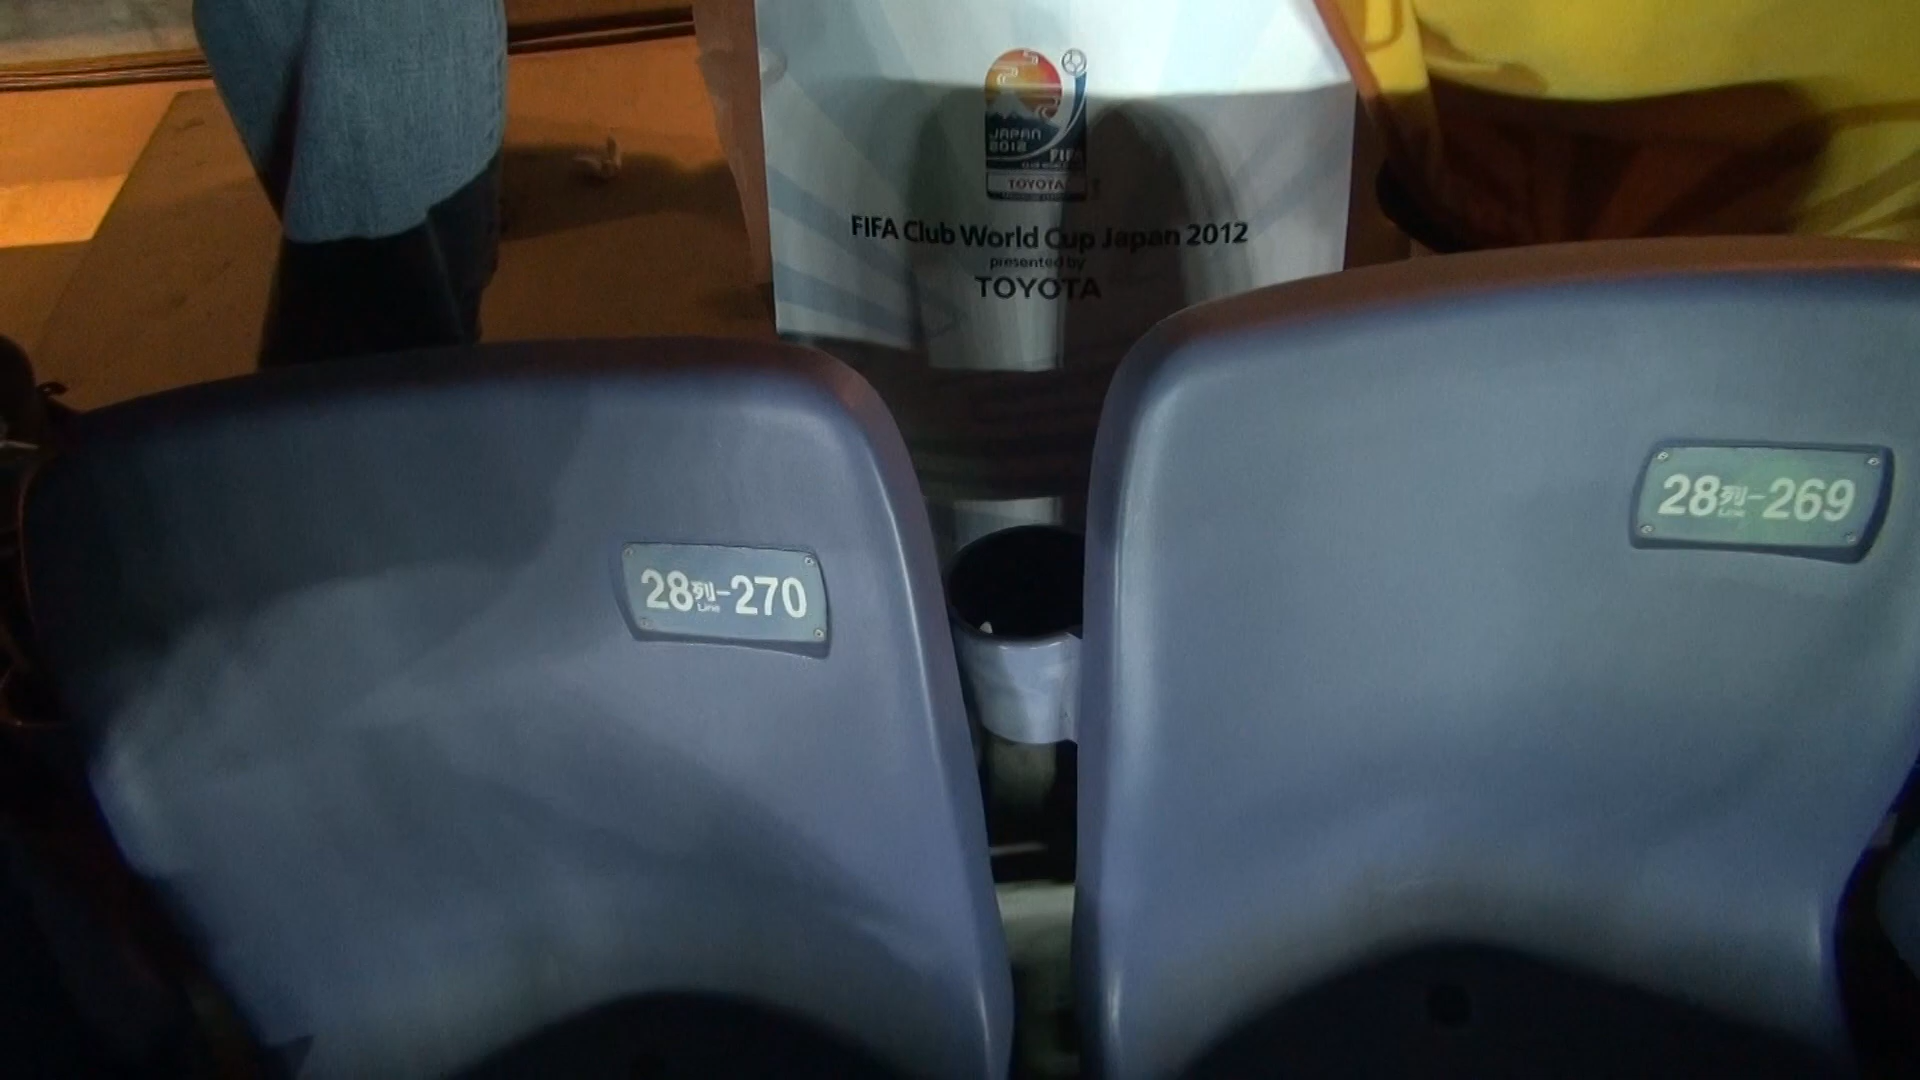 JAPAN
2012
FIFA
TOYOTA
FIFA Club World Cup Japan 2012
presented by
TOYOTA
28列-269
Line
28列-270
Line